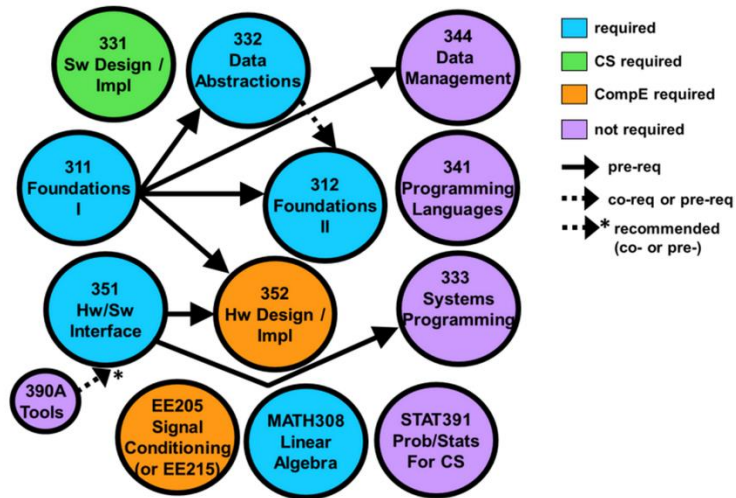 331
Sw Design /
Impl
332
Data
Abstractions
344
Data
Management
311
Foundations
I
312
Foundations
II
341
Programming
Languages
351
Hw/Sw
Interface
352
Hw Design /
Impl
333
Systems
Programming
390A
Tools
*
EE205
Signal
Conditioning
(or EE215)
MATH308
Linear
Algebra
STAT391
Prob/Stats
For CS
required
CS required
CompE required
not required
pre-req
co-req or pre-req
* recommended
(co- or pre-)